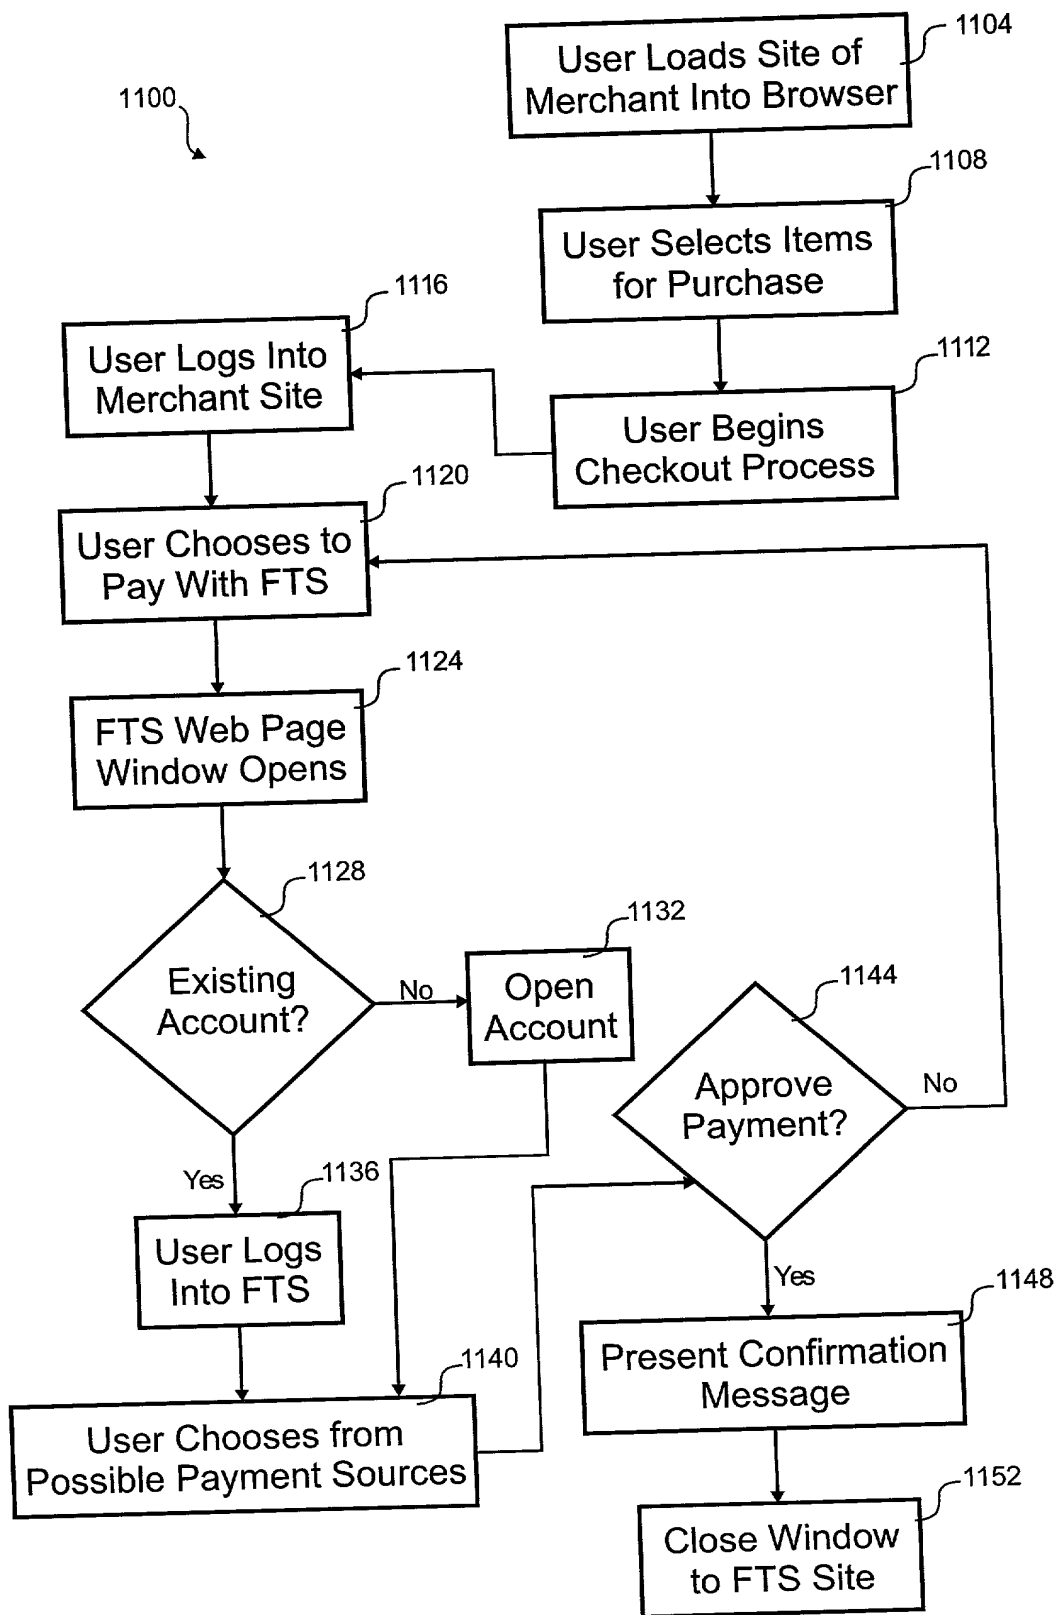 1100
1104
User Loads Site of
Merchant Into Browser
1108
User Selects Items
for Purchase
1112
User Begins
Checkout Process
1116
User Logs Into
Merchant Site
1120
User Chooses to
Pay With FTS
1124
FTS Web Page
Window Opens
1128
Existing
Account?
No
1132
Open
Account
Yes
1136
User Logs
Into FTS
1140
User Chooses from
Possible Payment Sources
1144
Approve
Payment?
No
Yes
1148
Present Confirmation
Message
1152
Close Window
to FTS Site